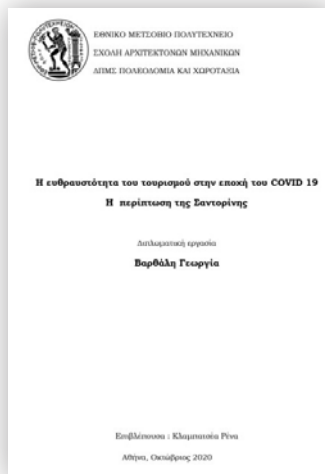 ΕΘΝΙΚΟ ΜΕΤΣΟΒΙΟ ΠΟΛΥΤΕΧΝΕΙΟ
ΣΧΟΛΗ ΑΡΧΙΤΕΚΤΟΝΩΝ ΜΗΧΑΝΙΚΩΝ
ΔΠΜΣ ΠΟΛΕΟΔΟΜΙΑ ΚΑΙ ΧΩΡΟΤΑΞΙΑ
Η ευθραυστότητα του τουρισμού στην εποχή του COVID 19
Η περίπτωση της Σαντορίνης
Διπλωματική εργασία
Βαρθάλη Γεωργία
Επιβλέπουσα : Κλαμπατσέα Ρένα
Αθήνα, Οκτώβριος 2020